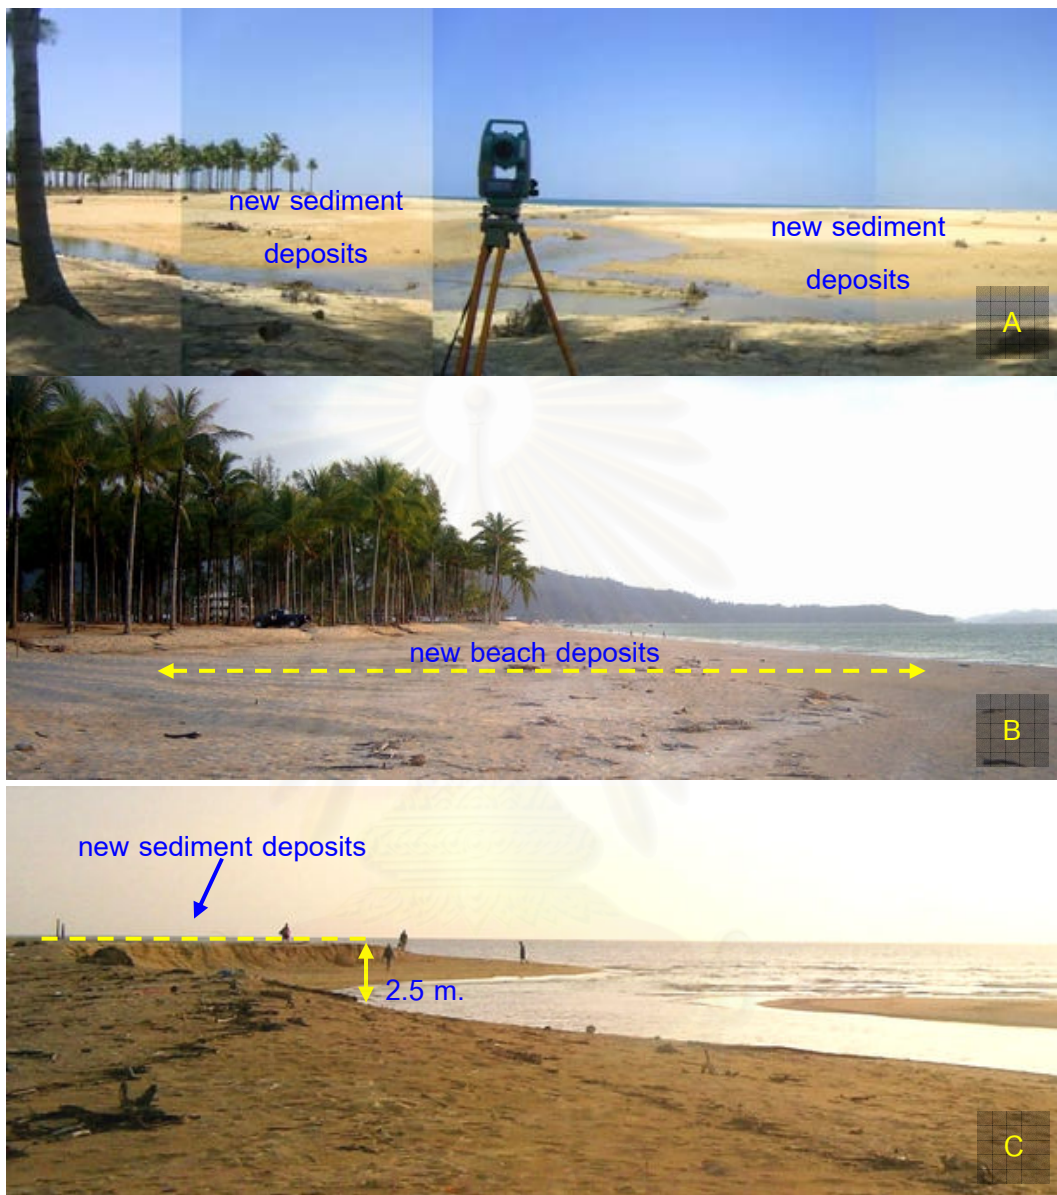 new sediment
deposits
new sediment
deposits
A
new beach deposits
B
new sediment deposits
2.5 m.
C